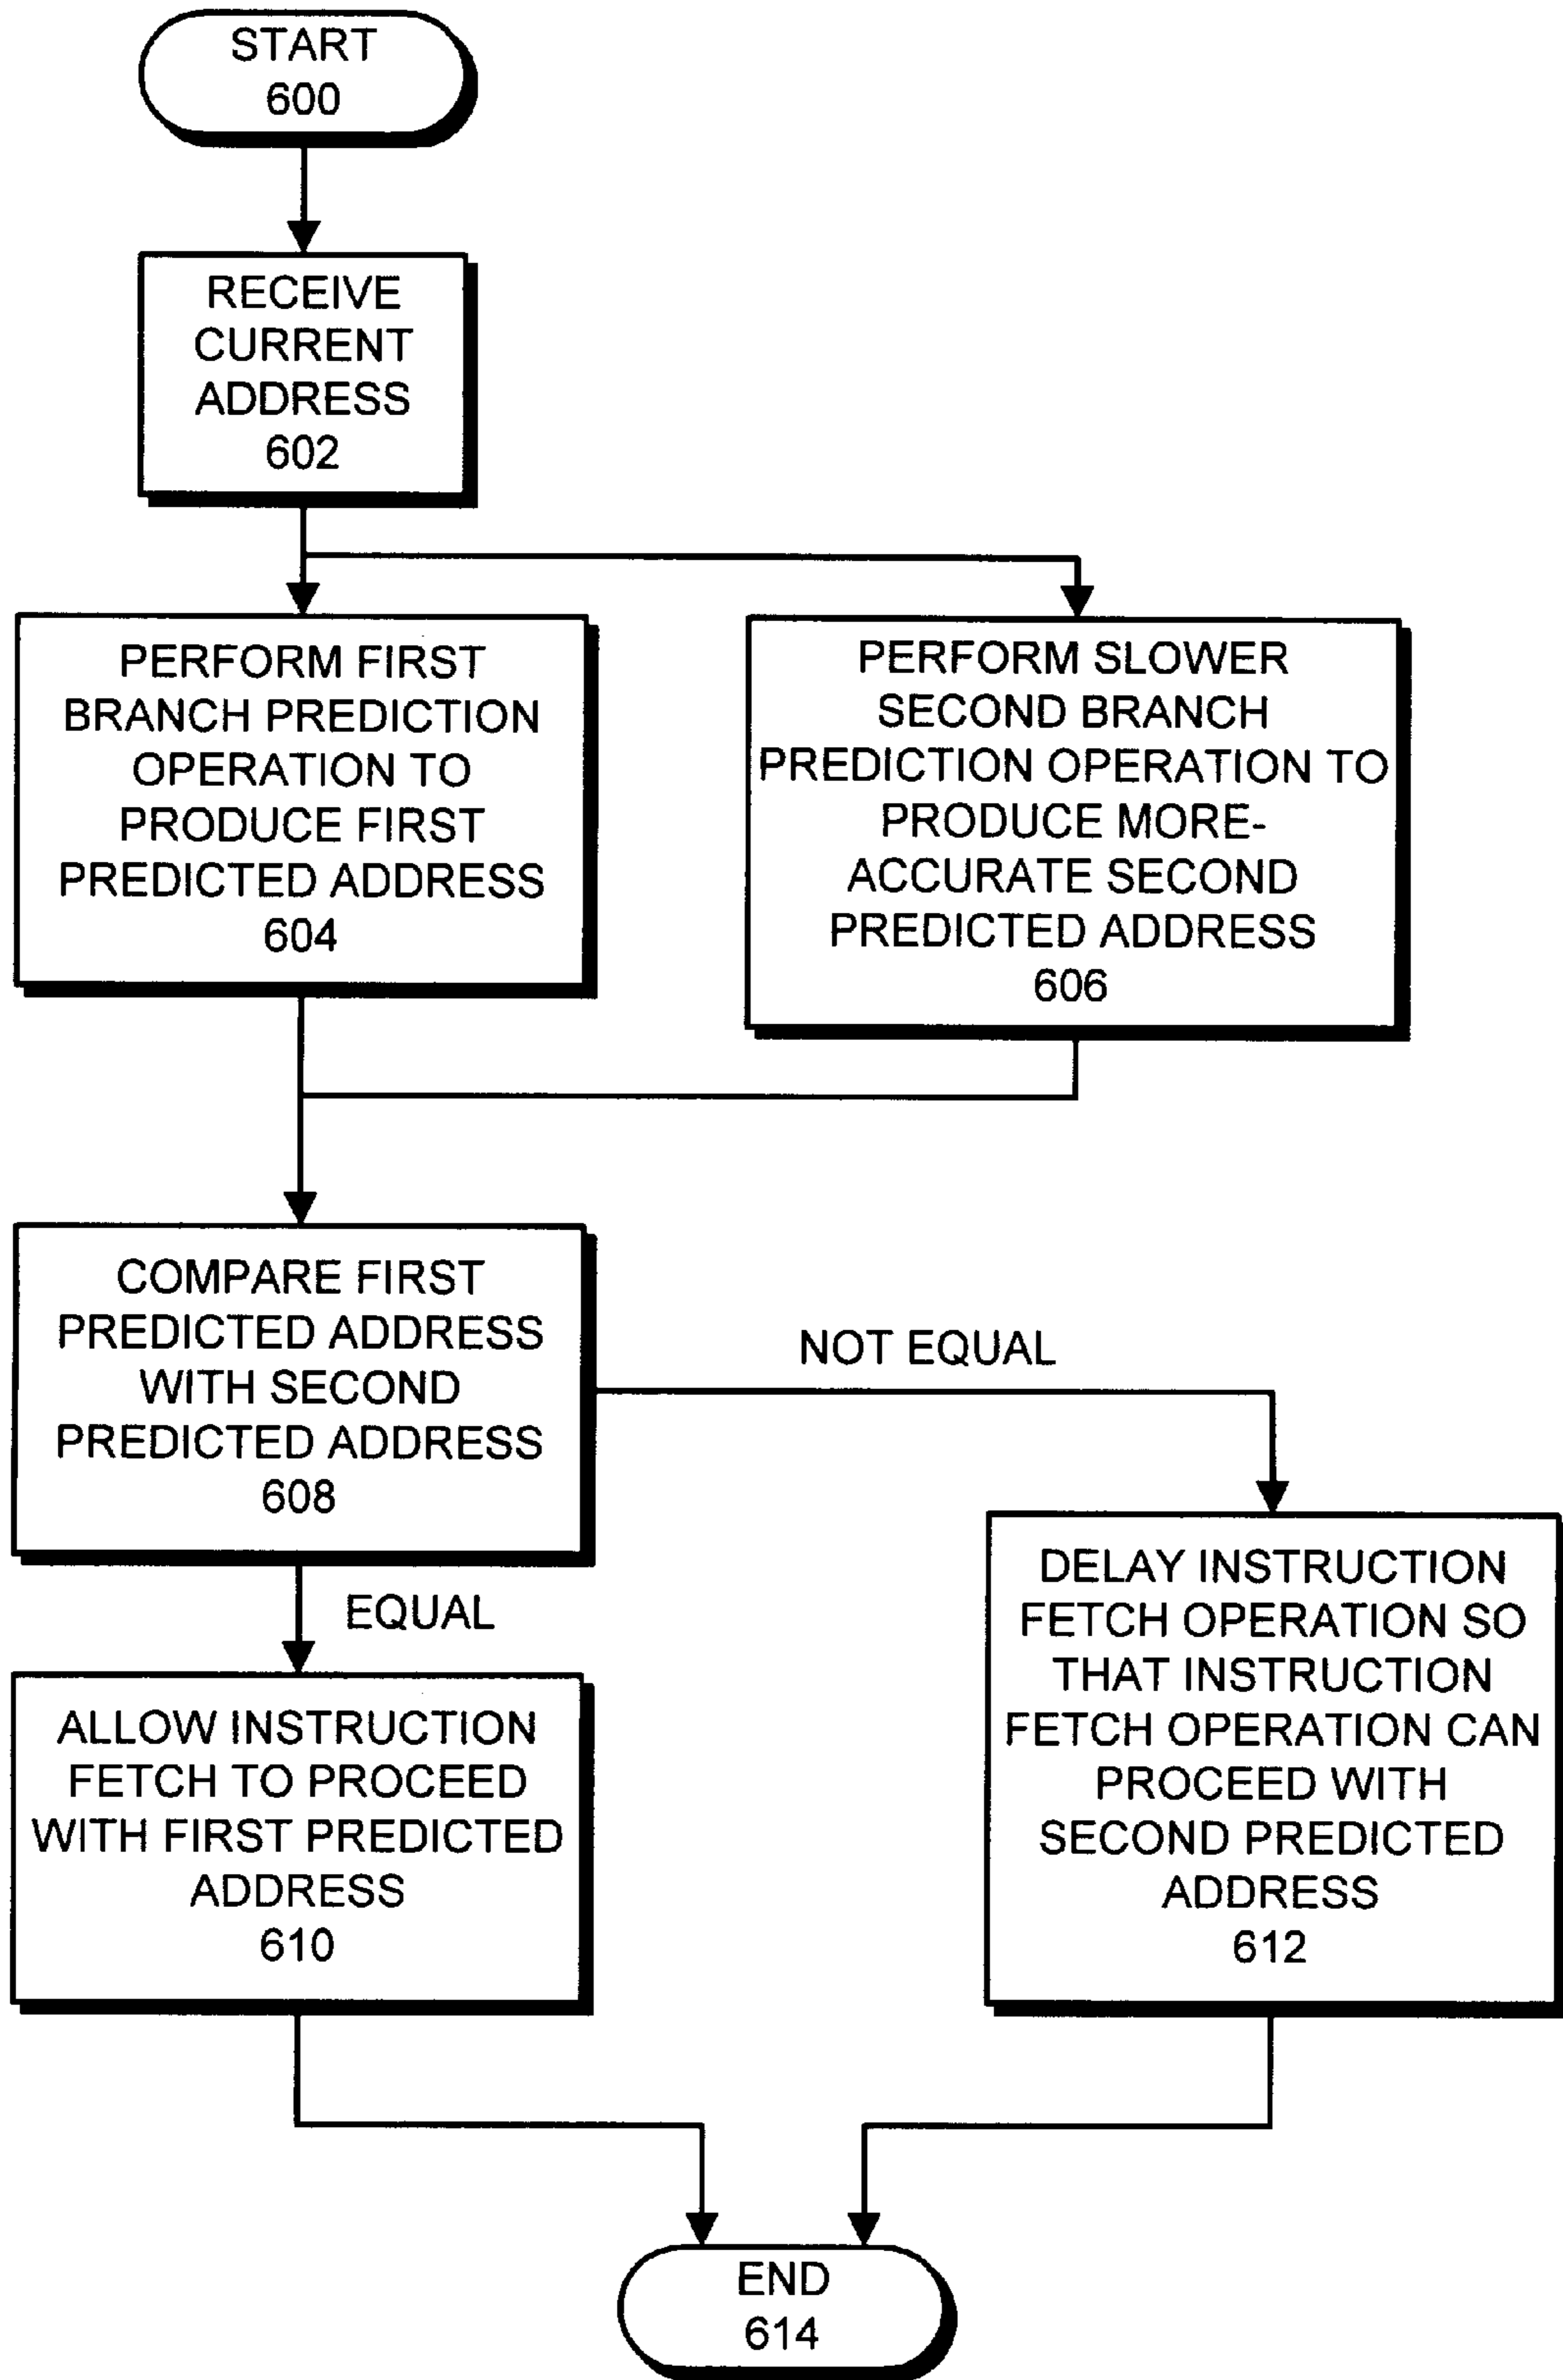 START
600
RECEIVE
CURRENT
ADDRESS
602
PERFORM FIRST
BRANCH PREDICTION
OPERATION TO
PRODUCE FIRST
PREDICTED ADDRESS
604
PERFORM SLOWER
SECOND BRANCH
PREDICTION OPERATION TO
PRODUCE MORE-
ACCURATE SECOND
PREDICTED ADDRESS
606
COMPARE FIRST
PREDICTED ADDRESS
WITH SECOND
PREDICTED ADDRESS
608
NOT EQUAL
EQUAL
ALLOW INSTRUCTION
FETCH TO PROCEED
WITH FIRST PREDICTED
ADDRESS
610
DELAY INSTRUCTION
FETCH OPERATION SO
THAT INSTRUCTION
FETCH OPERATION CAN
PROCEED WITH
SECOND PREDICTED
ADDRESS
612
END
614